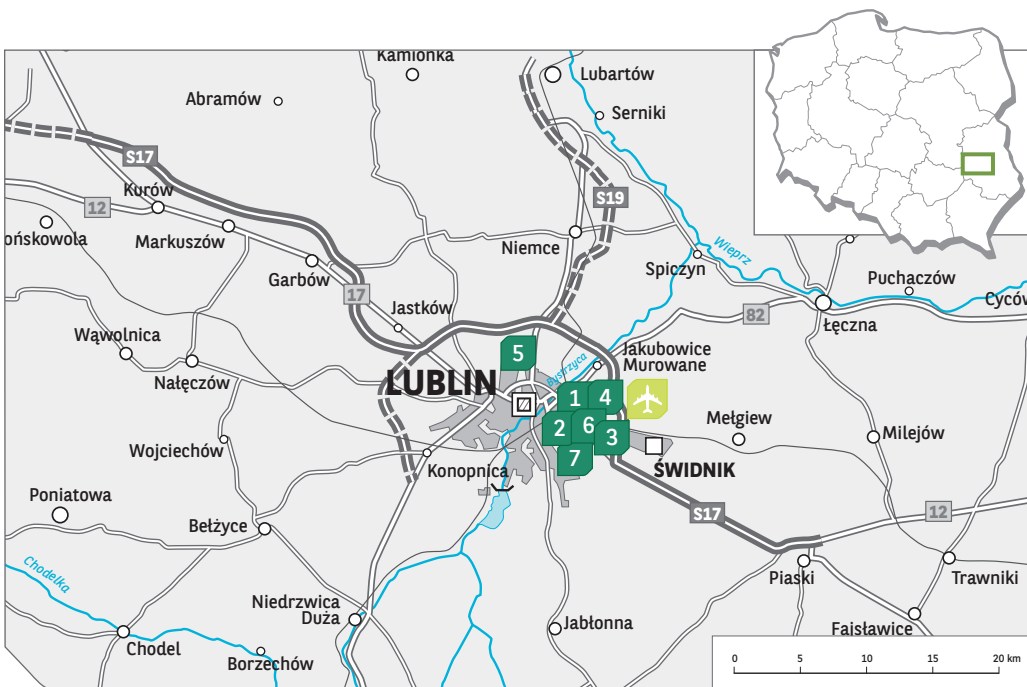 Kamionka
Lubartów
Abramów
Serniki
S17
S19
Kurów
12
ońskowola
Markuszów
Niemce
Wieprz
Spiczyn
Garbów
Puchaczów
17
Cyców
Jastków
82
Łęczna
Wąwolnica
5
Jakubowice
Murowane
Nałęczów
LUBLIN
Bystrzyca
1
4
2
6
3
Mełgiew
Milejów
Wojciechów
7
Konopnica
ŚWIDNIK
Poniatowa
Bełżyce
S17
12
Chodelka
Piaski
Trawniki
Niedrzwica
Duża
Jabłonna
Fajsławice
Chodel
Borzechów
0 5 10 15 20 km